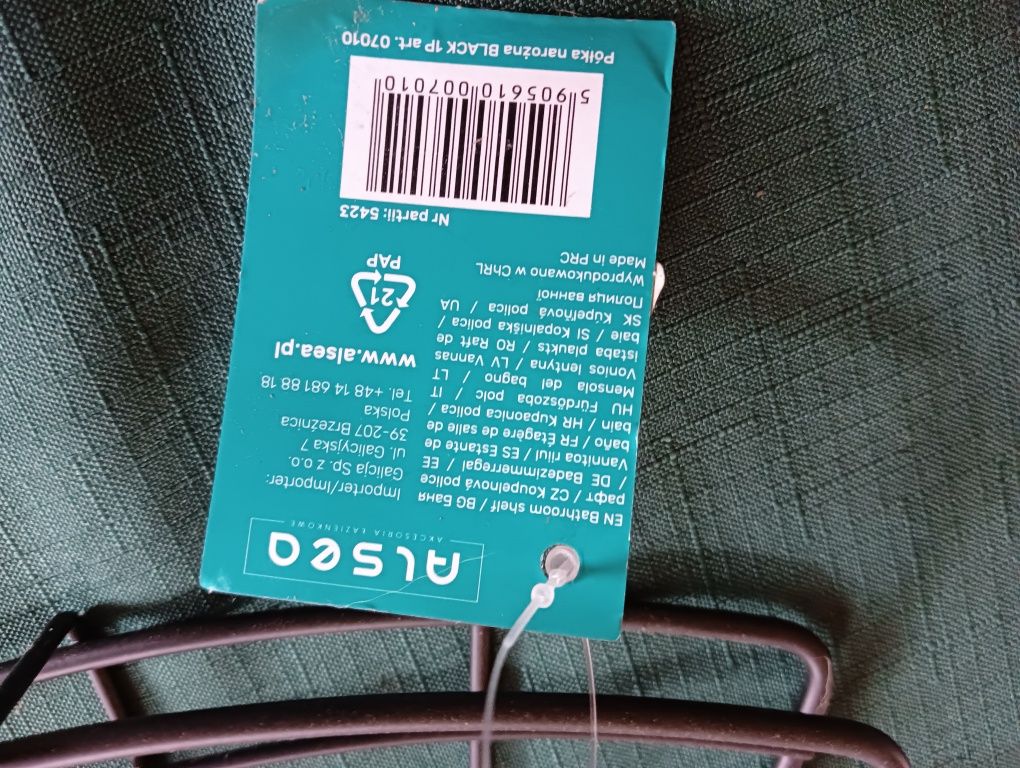 ALSEA
AKCESORIA ŁAZIENKOWE
EN Bathroom shelf / BG Баня
рафт / CZ Koupelnová police
/ DE Badezimmerregal / EE
Vannitoa riiul / ES Estante de
baño / FR Étagère de salle de
bain / HR Kupaonica polica /
HU Fürdőszoba polc / IT
Mensola del bagno / LT
Vonios lentyna / LV Vannas
istaba plaukts / RO Raft de
baie / SI Kopalniška polica /
SK Kúpeľňová polica / UA
Полиця ванної
Wyprodukowano w ChRL
Made in PRC
Importer/Importer:
Galicja Sp. z o.o.
ul. Galicyjska 7
39-207 Brzeźnica
Polska
Tel. +48 14 681 88 18
www.alsea.pl
21
PAP
Nr partii: 5423
5 905610 007010
Półka narożna BLACK 1P art. 07010